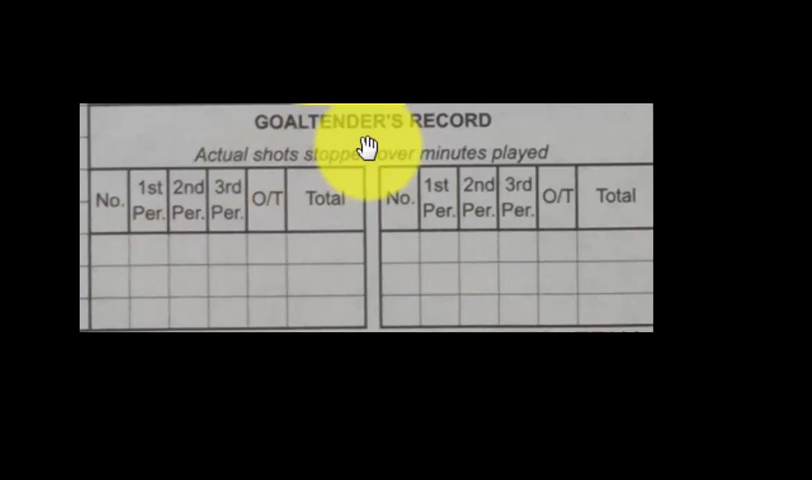 GOALTENDER'S RECORD
Actual shots stopped over minutes played
No. 1st Per. 2nd Per. 3rd Per. O/T Total No. 1st Per. 2nd Per. 3rd Per. O/T Total